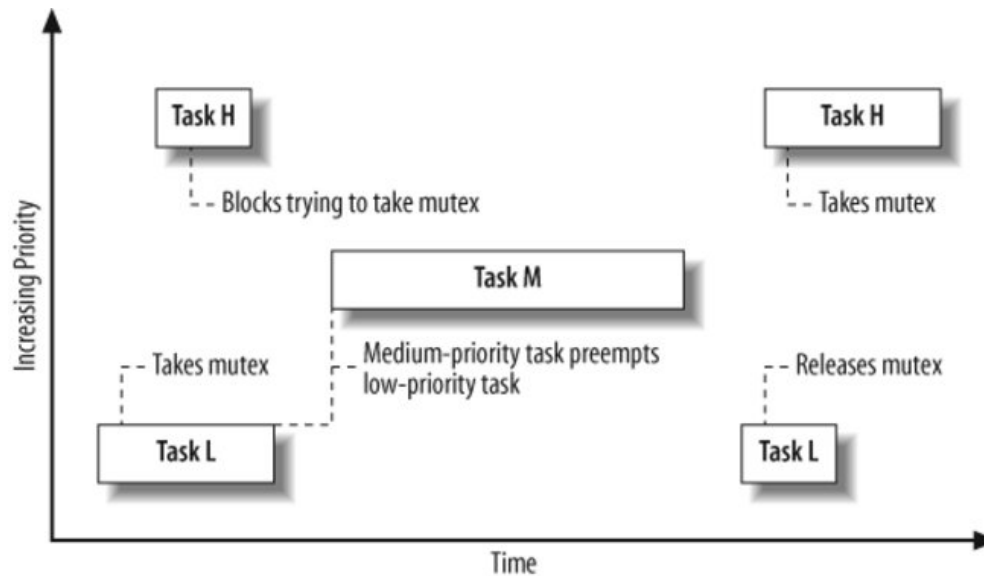 Task H
Task H
Blocks trying to take mutex
Takes mutex
Increasing Priority
Task M
Takes mutex
Medium-priority task preempts
low-priority task
Releases mutex
Task L
Task L
Time